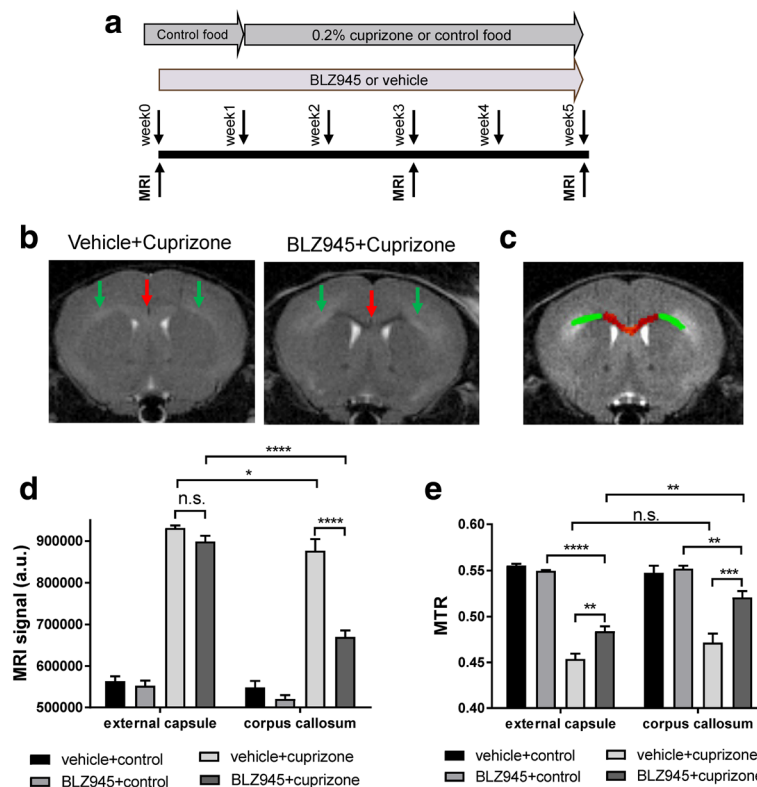 a
Control food
0.2% cuprizone or control food
BLZ945 or vehicle
week0
week1
week2
week3
week4
week5
MRI
MRI
MRI
b
Vehicle+Cuprizone
BLZ945+Cuprizone
c
d
****
*
n.s.
****
MRI signal (a.u.)
900000
800000
700000
600000
500000
external capsule
corpus callosum
vehicle+control
vehicle+cuprizone
BLZ945+control
BLZ945+cuprizone
e
**
n.s.
****
**
**
***
MTR
0.60
0.55
0.50
0.45
0.40
external capsule
corpus callosum
vehicle+control
vehicle+cuprizone
BLZ945+control
BLZ945+cuprizone